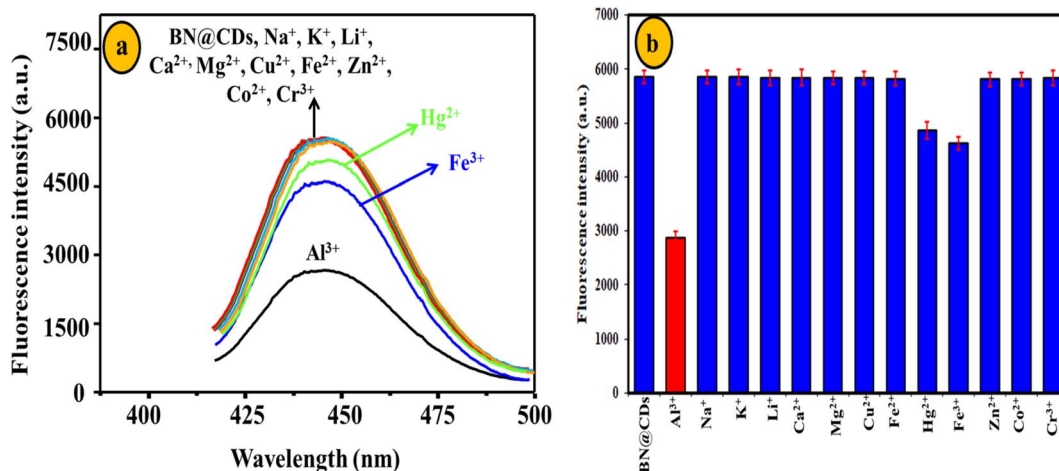 a
BN@CDs, Na⁺, K⁺, Li⁺,
Ca²⁺, Mg²⁺, Cu²⁺, Fe²⁺, Zn²⁺,
Co²⁺, Cr³⁺
Hg²⁺
Fe³⁺
Al³⁺
Fluorescence intensity (a.u.)
7500
6000
4500
3000
1500
0
400 425 450 475 500
Wavelength (nm)
b
Fluorescence intensity (a.u.)
7000
6000
5000
4000
3000
2000
1000
0
BN@CDs
Al³⁺
Na⁺
K⁺
Li⁺
Ca²⁺
Mg²⁺
Cu²⁺
Fe²⁺
Hg²⁺
Fe³⁺
Zn²⁺
Co²⁺
Cr³⁺